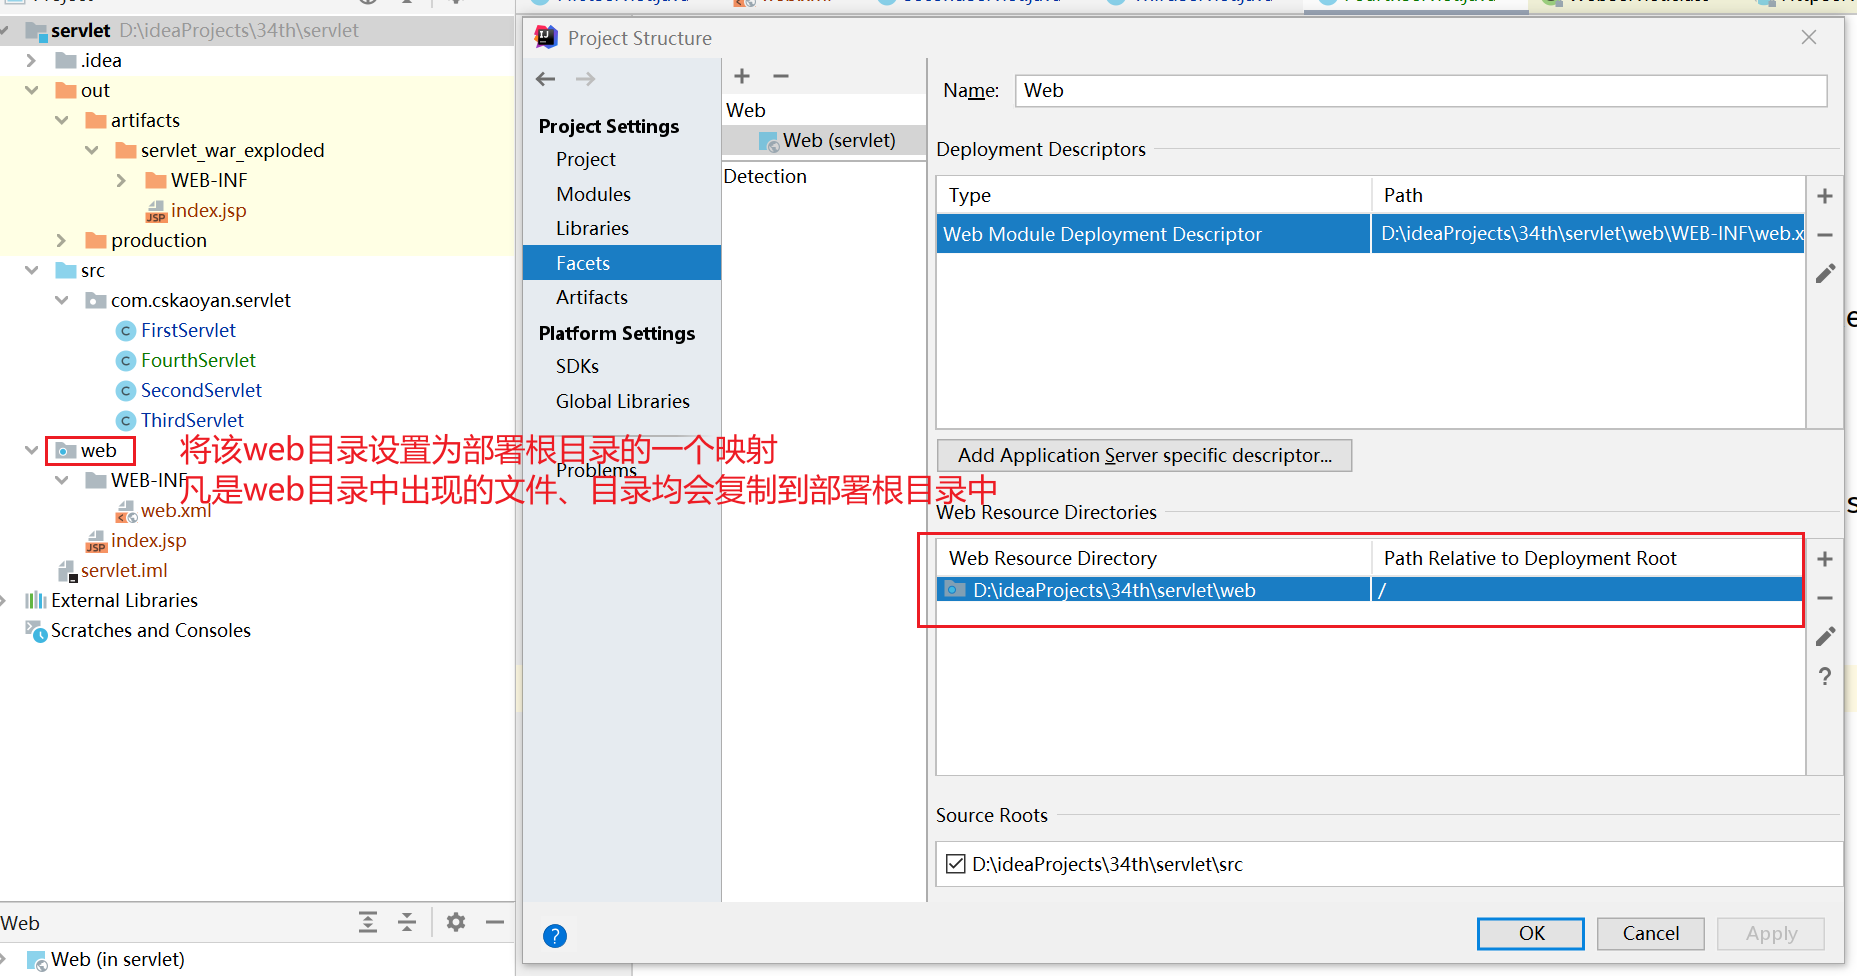 servlet D:\ideaProjects\34th\servlet
.idea
out
artifacts
servlet_war_exploded
WEB-INF
index.jsp
production
src
com.cskaoyan.servlet
FirstServlet
FourthServlet
SecondServlet
ThirdServlet
web
WEB-INF
web.xml
index.jsp
servlet.iml
External Libraries
Scratches and Consoles
将该web目录设置为部署根目录的一个映射
凡是web目录中出现的文件、目录均会复制到部署根目录中
Web
Web (in servlet)
Project Structure
Project Settings
Project
Modules
Libraries
Facets
Artifacts
Platform Settings
SDKs
Global Libraries
Problems
Web
Web (servlet)
Detection
Name: Web
Deployment Descriptors
Type Path
Web Module Deployment Descriptor D:\ideaProjects\34th\servlet\web\WEB-INF\web.x
Add Application Server specific descriptor...
Web Resource Directories
Web Resource Directory Path Relative to Deployment Root
D:\ideaProjects\34th\servlet\web /
Source Roots
D:\ideaProjects\34th\servlet\src
OK Cancel Apply